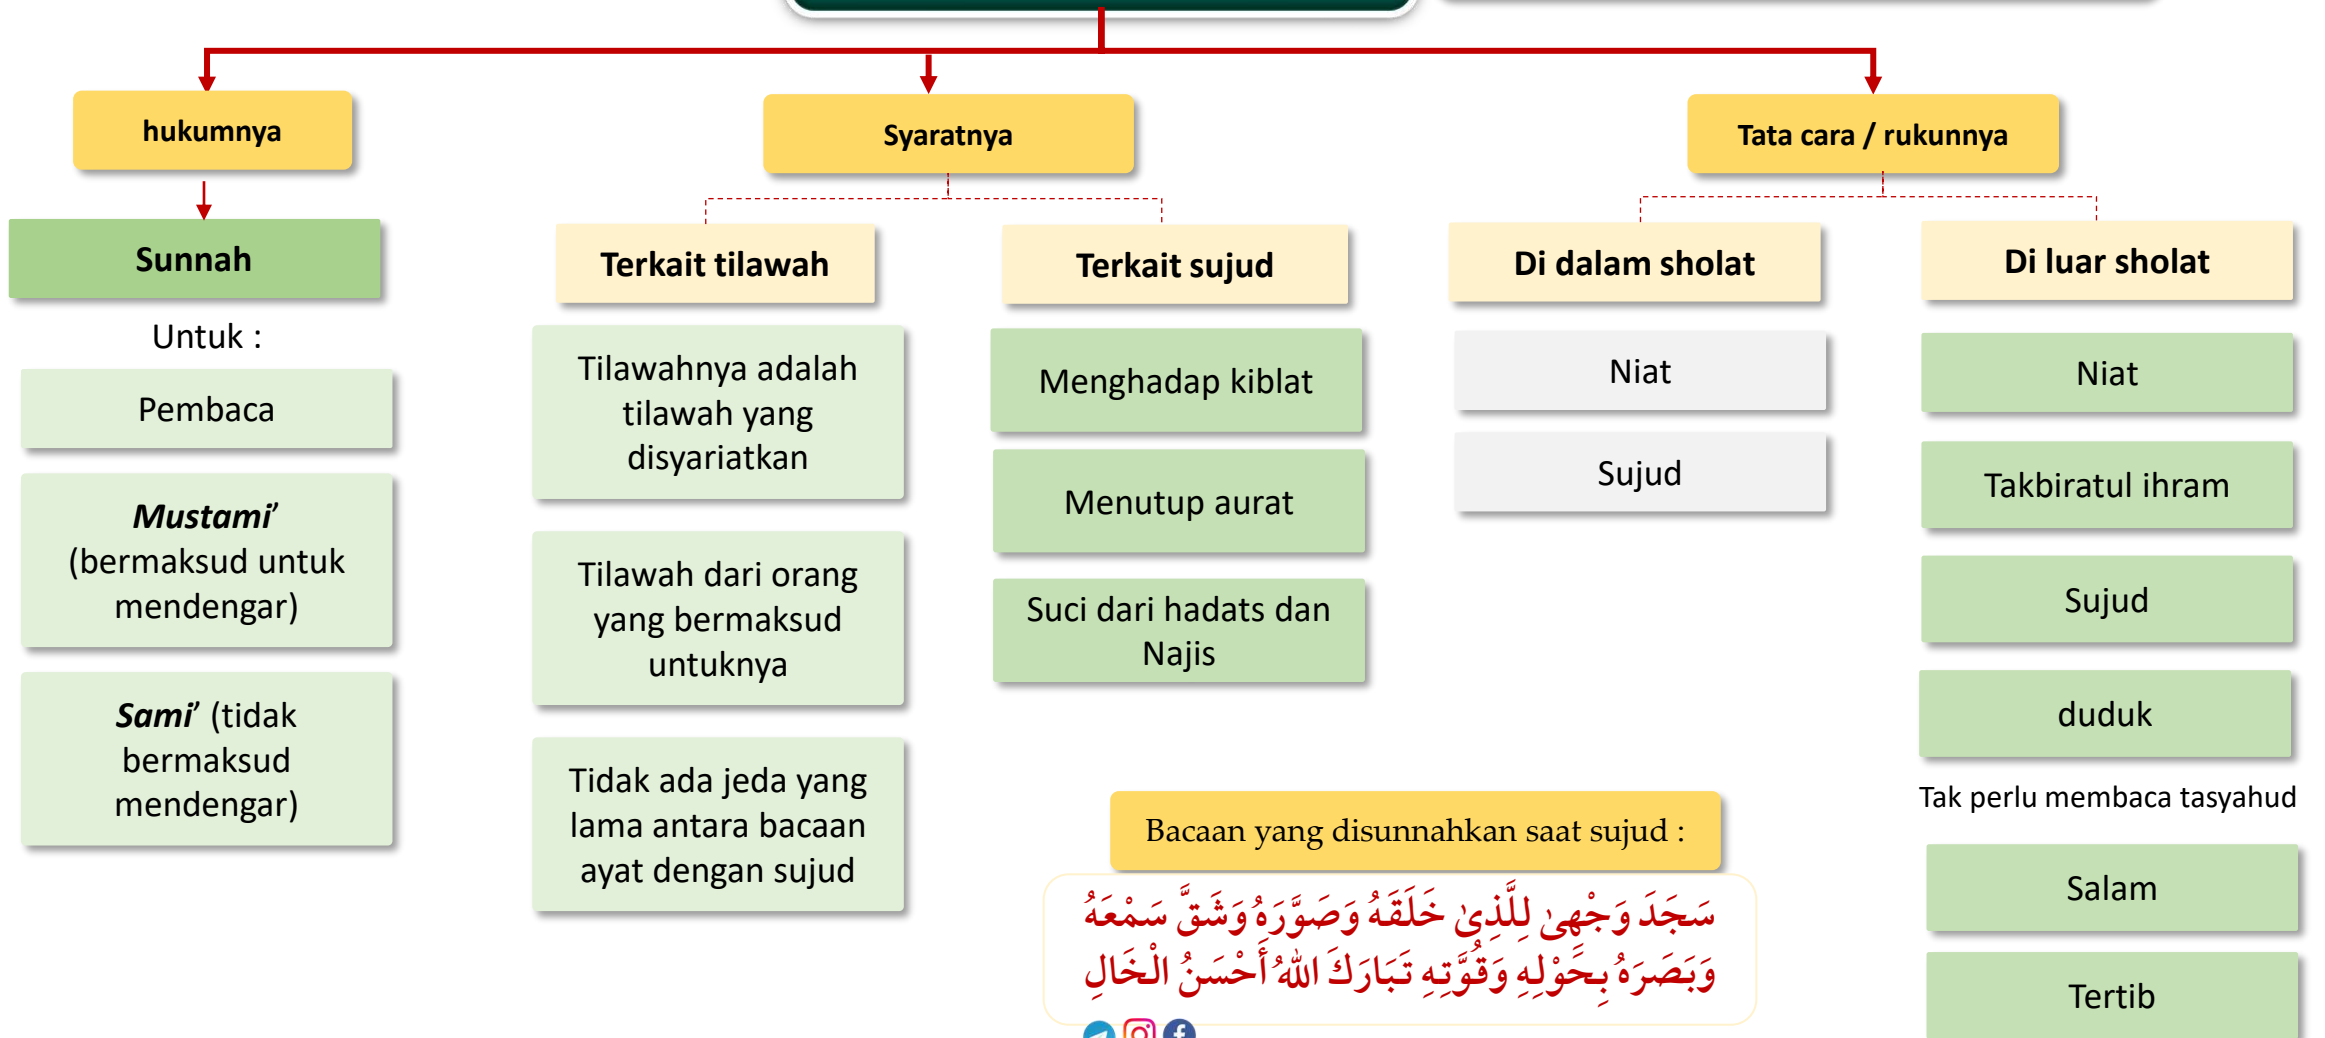 hukumnya
Sunnah
Untuk :
Pembaca
Mustami’
(bermaksud untuk
mendengar)
Sami’ (tidak
bermaksud
mendengar)
Syaratnya
Terkait tilawah
Tilawahnya adalah
tilawah yang
disyariatkan
Tilawah dari orang
yang bermaksud
untuknya
Tidak ada jeda yang
lama antara bacaan
ayat dengan sujud
Terkait sujud
Menghadap kiblat
Menutup aurat
Suci dari hadats dan
Najis
Tata cara / rukunnya
Di dalam sholat
Niat
Sujud
Di luar sholat
Niat
Takbiratul ihram
Sujud
duduk
Tak perlu membaca tasyahud
Salam
Tertib
Bacaan yang disunnahkan saat sujud :
سَجَدَ وَجْهِىٰ لِلَّذِىٰ خَلَقَهُ وَصَوَّرَهُ وَشَقَّ سَمْعَهُ
وَبَصَرَهُ بِحَوْلِهِ وَقُوَّتِهِ تَبَارَكَ اللهُ أَحْسَنُ الْخَالِ